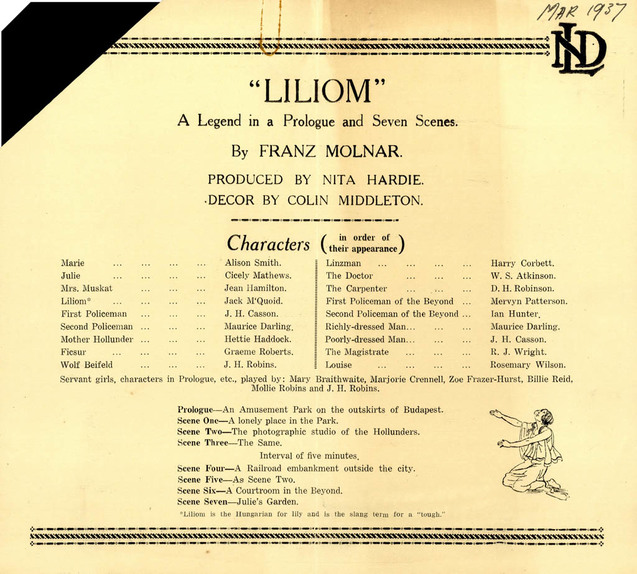 MAR 1937
NLD
"LILIOM"
A Legend in a Prologue and Seven Scenes.
By FRANZ MOLNAR.
PRODUCED BY NITA HARDIE.
DECOR BY COLIN MIDDLETON.
Characters (in order of their appearance)
Marie ... ... ... ... Alison Smith.
Julie ... ... ... ... Cicely Mathews.
Mrs. Muskat ... ... ... Jean Hamilton.
Liliom* ... ... ... ... Jack M'Quoid.
First Policeman ... ... ... J. H. Casson.
Second Policeman ... ... ... Maurice Darling.
Mother Hollunder ... ... ... Hettie Haddock.
Ficsur ... ... ... ... Graeme Roberts.
Wolf Beifeld ... ... ... J. H. Robins.
Linzman ... ... ... ... Harry Corbett.
The Doctor ... ... ... W. S. Atkinson.
The Carpenter ... ... ... D. H. Robinson.
First Policeman of the Beyond ... Mervyn Patterson.
Second Policeman of the Beyond ... Ian Hunter.
Richly-dressed Man... ... ... Maurice Darling.
Poorly-dressed Man... ... ... J. H. Casson.
The Magistrate ... ... ... R. J. Wright.
Louise ... ... ... ... Rosemary Wilson.
Servant girls, characters in Prologue, etc., played by: Mary Braithwaite, Marjorie Crennell, Zoe Frazer-Hurst, Billie Reid,
Mollie Robins and J. H. Robins.
Prologue—An Amusement Park on the outskirts of Budapest.
Scene One—A lonely place in the Park.
Scene Two—The photographic studio of the Hollunders.
Scene Three—The Same.
Interval of five minutes.
Scene Four—A Railroad embankment outside the city.
Scene Five—As Scene Two.
Scene Six—A Courtroom in the Beyond.
Scene Seven—Julie's Garden.
*Liliom is the Hungarian for lily and is the slang term for a "tough."